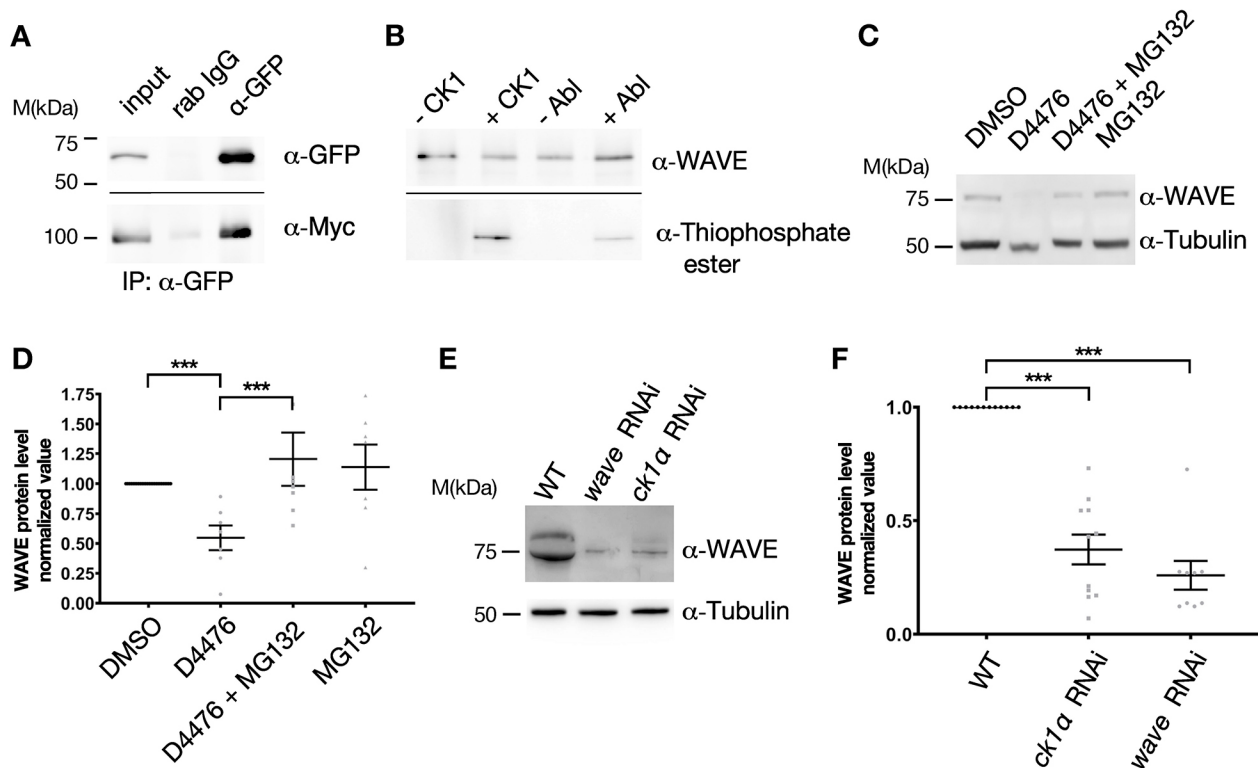 A
input
rab IgG
α-GFP
M(kDa)
75
50
100
α-GFP
α-Myc
IP: α-GFP
B
- CK1
+ CK1
- Abl
+ Abl
α-WAVE
α-Thiophosphate
ester
C
DMSO
D4476
D4476 + MG132
MG132
M(kDa)
75
50
α-WAVE
α-Tubulin
D
***
***
WAVE protein level
normalized value
1.75
1.50
1.25
1.00
0.75
0.50
0.25
0.00
DMSO
D4476
D4476 + MG132
MG132
E
WT
wave RNAi
ck1α RNAi
M(kDa)
75
50
α-WAVE
α-Tubulin
F
***
***
WAVE protein level
normalized value
1.0
0.5
0.0
WT
ck1α RNAi
wave RNAi